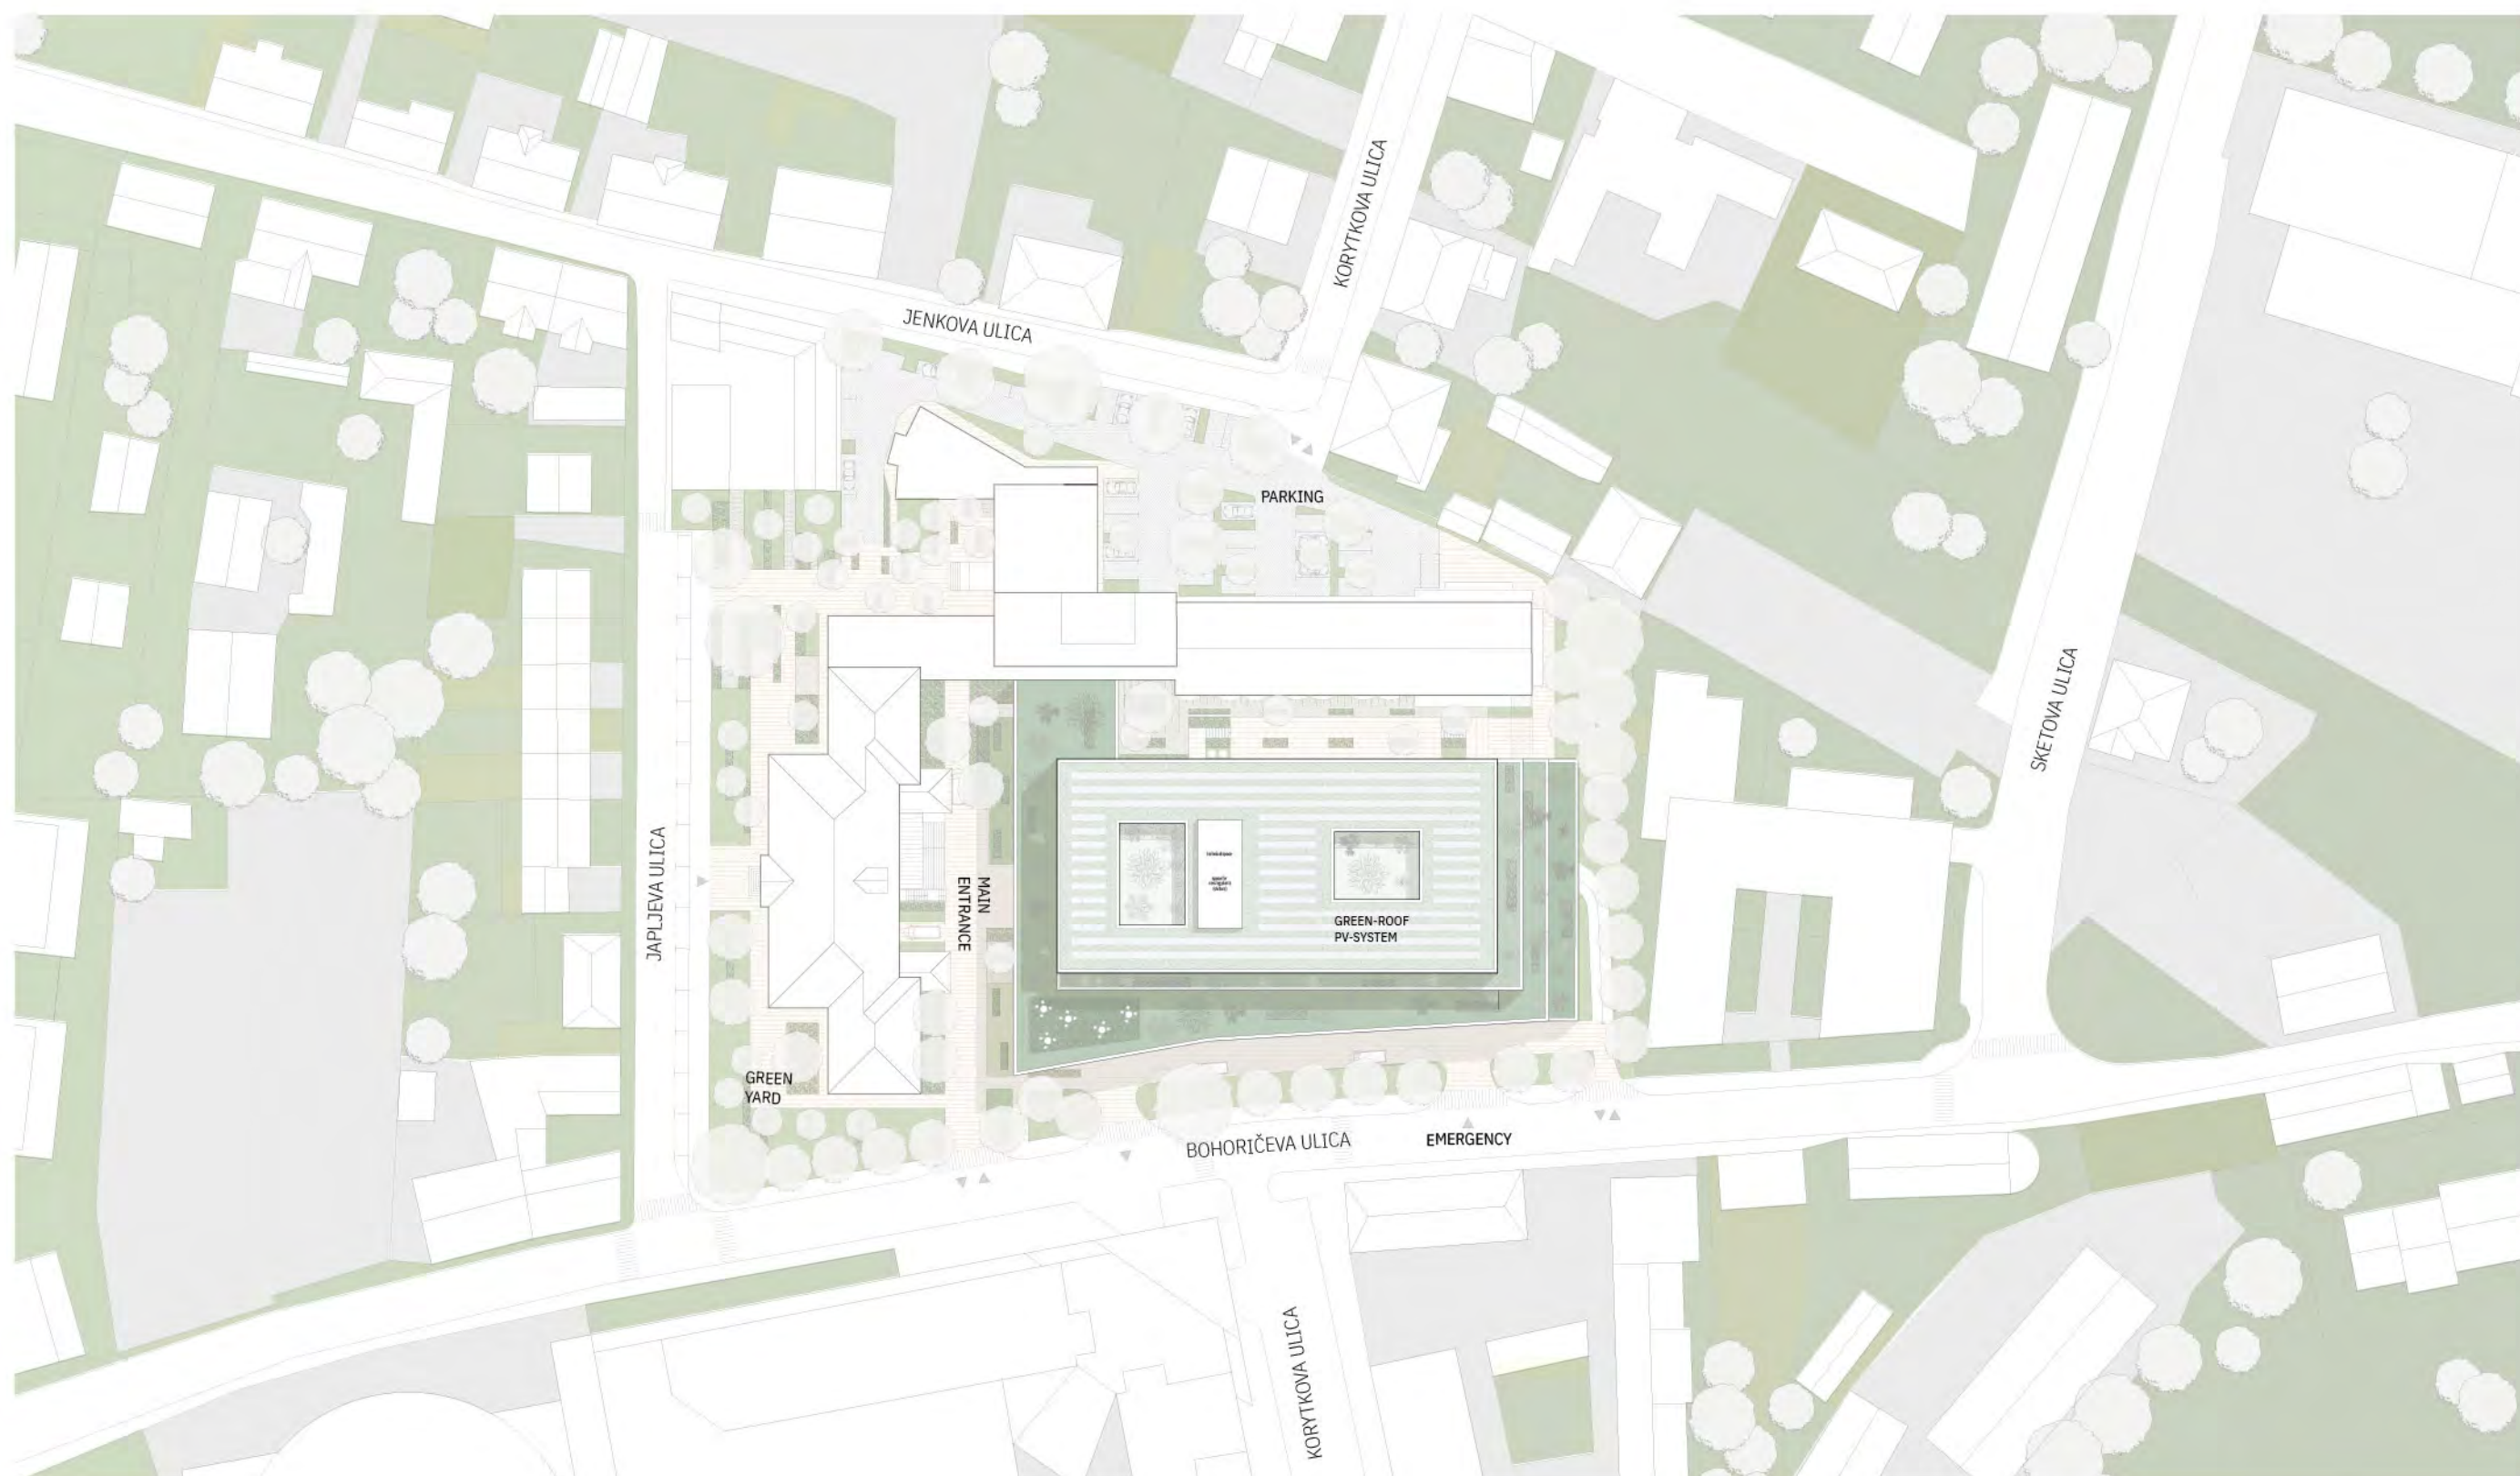 KORYTKOVA ULICA
JENKOVA ULICA
PARKING
SKETOVA ULICA
JAPLJEVA ULICA
MAIN
ENTRANCE
GREEN-ROOF
PV-SYSTEM
GREEN
YARD
BOHORIČEVA ULICA
EMERGENCY
KORYTKOVA ULICA